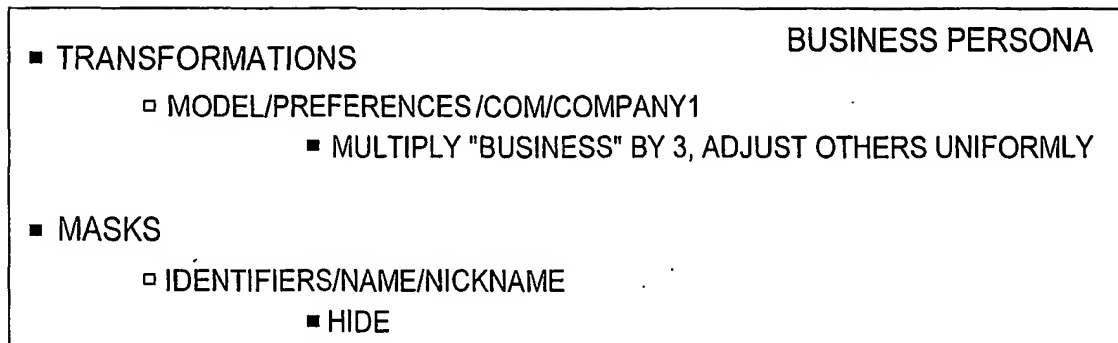 BUSINESS PERSONA
▪ TRANSFORMATIONS
▫ MODEL/PREFERENCES/COM/COMPANY1
▪ MULTIPLY "BUSINESS" BY 3, ADJUST OTHERS UNIFORMLY
▪ MASKS
▫ IDENTIFIERS/NAME/NICKNAME
▪ HIDE